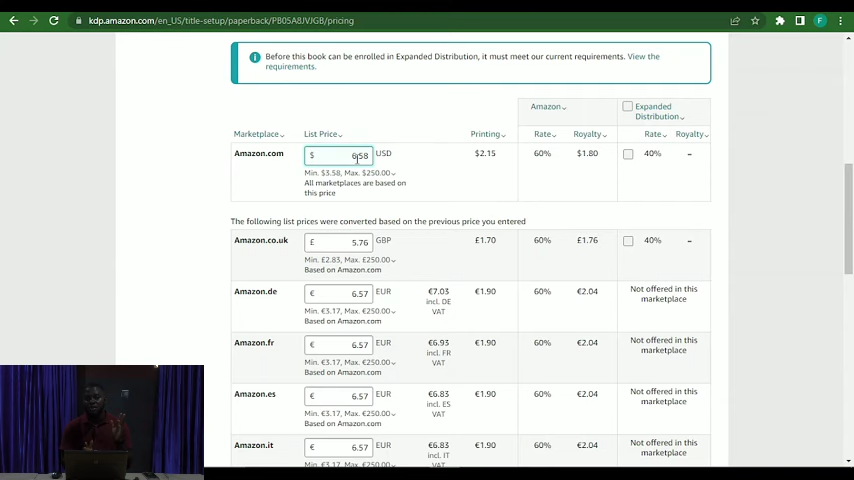 kdp.amazon.com/en_US/title-setup/paperback/PB05A8JVJGB/pricing
F
Before this book can be enrolled in Expanded Distribution, it must meet our current requirements. View the
requirements.
Amazon
Expanded
Distribution
Marketplace List Price Printing Rate Royalty Rate Royalty
Amazon.com $ 6.58 USD $2.15 60% $1.80 40% –
Min. $3.58, Max. $250.00
All marketplaces are based on
this price
The following list prices were converted based on the previous price you entered
Amazon.co.uk £ 5.76 GBP £1.70 60% £1.76 40% –
Min. £2.83, Max. £250.00
Based on Amazon.com
Amazon.de € 6.57 EUR €7.03 €1.90 60% €2.04 Not offered in this
incl. DE marketplace
Min. €3.17, Max. €250.00 VAT
Based on Amazon.com
Amazon.fr € 6.57 EUR €6.93 €1.90 60% €2.04 Not offered in this
incl. FR marketplace
Min. €3.17, Max. €250.00 VAT
Based on Amazon.com
Amazon.es € 6.57 EUR €6.83 €1.90 60% €2.04 Not offered in this
incl. ES marketplace
Min. €3.17, Max. €250.00 VAT
Based on Amazon.com
Amazon.it € 6.57 EUR €6.83 €1.90 60% €2.04 Not offered in this
incl. IT marketplace
Min. €3.17, Max. €250.00 VAT